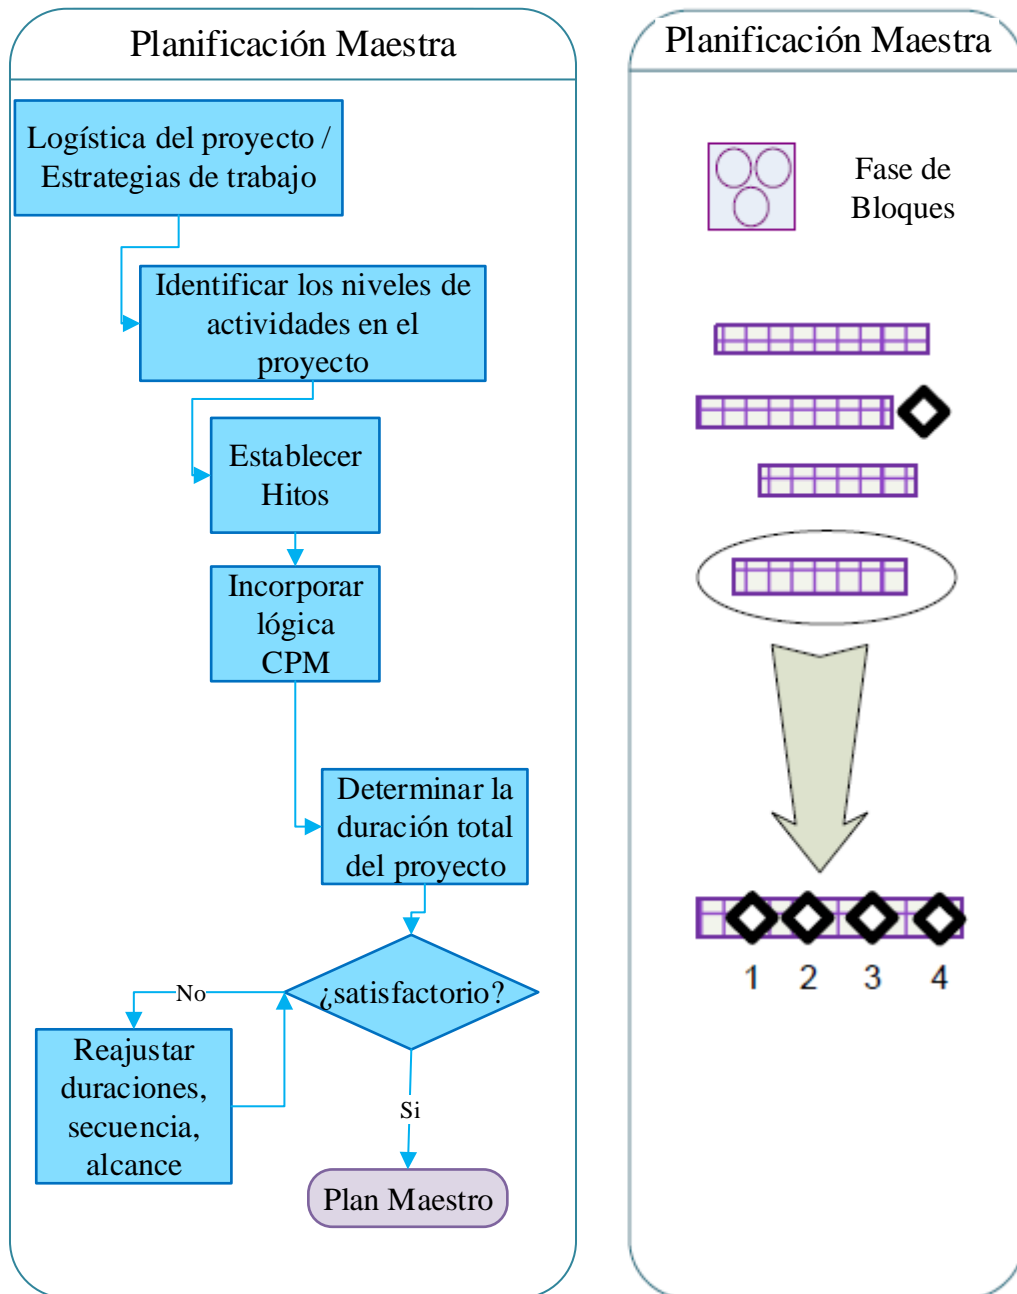 Planificación Maestra
Logística del proyecto /
Estrategias de trabajo
Identificar los niveles de
actividades en el
proyecto
Establecer
Hitos
Incorporar
lógica
CPM
Determinar la
duración total
del proyecto
¿satisfactorio?
No
Reajustar
duraciones,
secuencia,
alcance
Si
Plan Maestro
Planificación Maestra
Fase de
Bloques
1 2 3 4